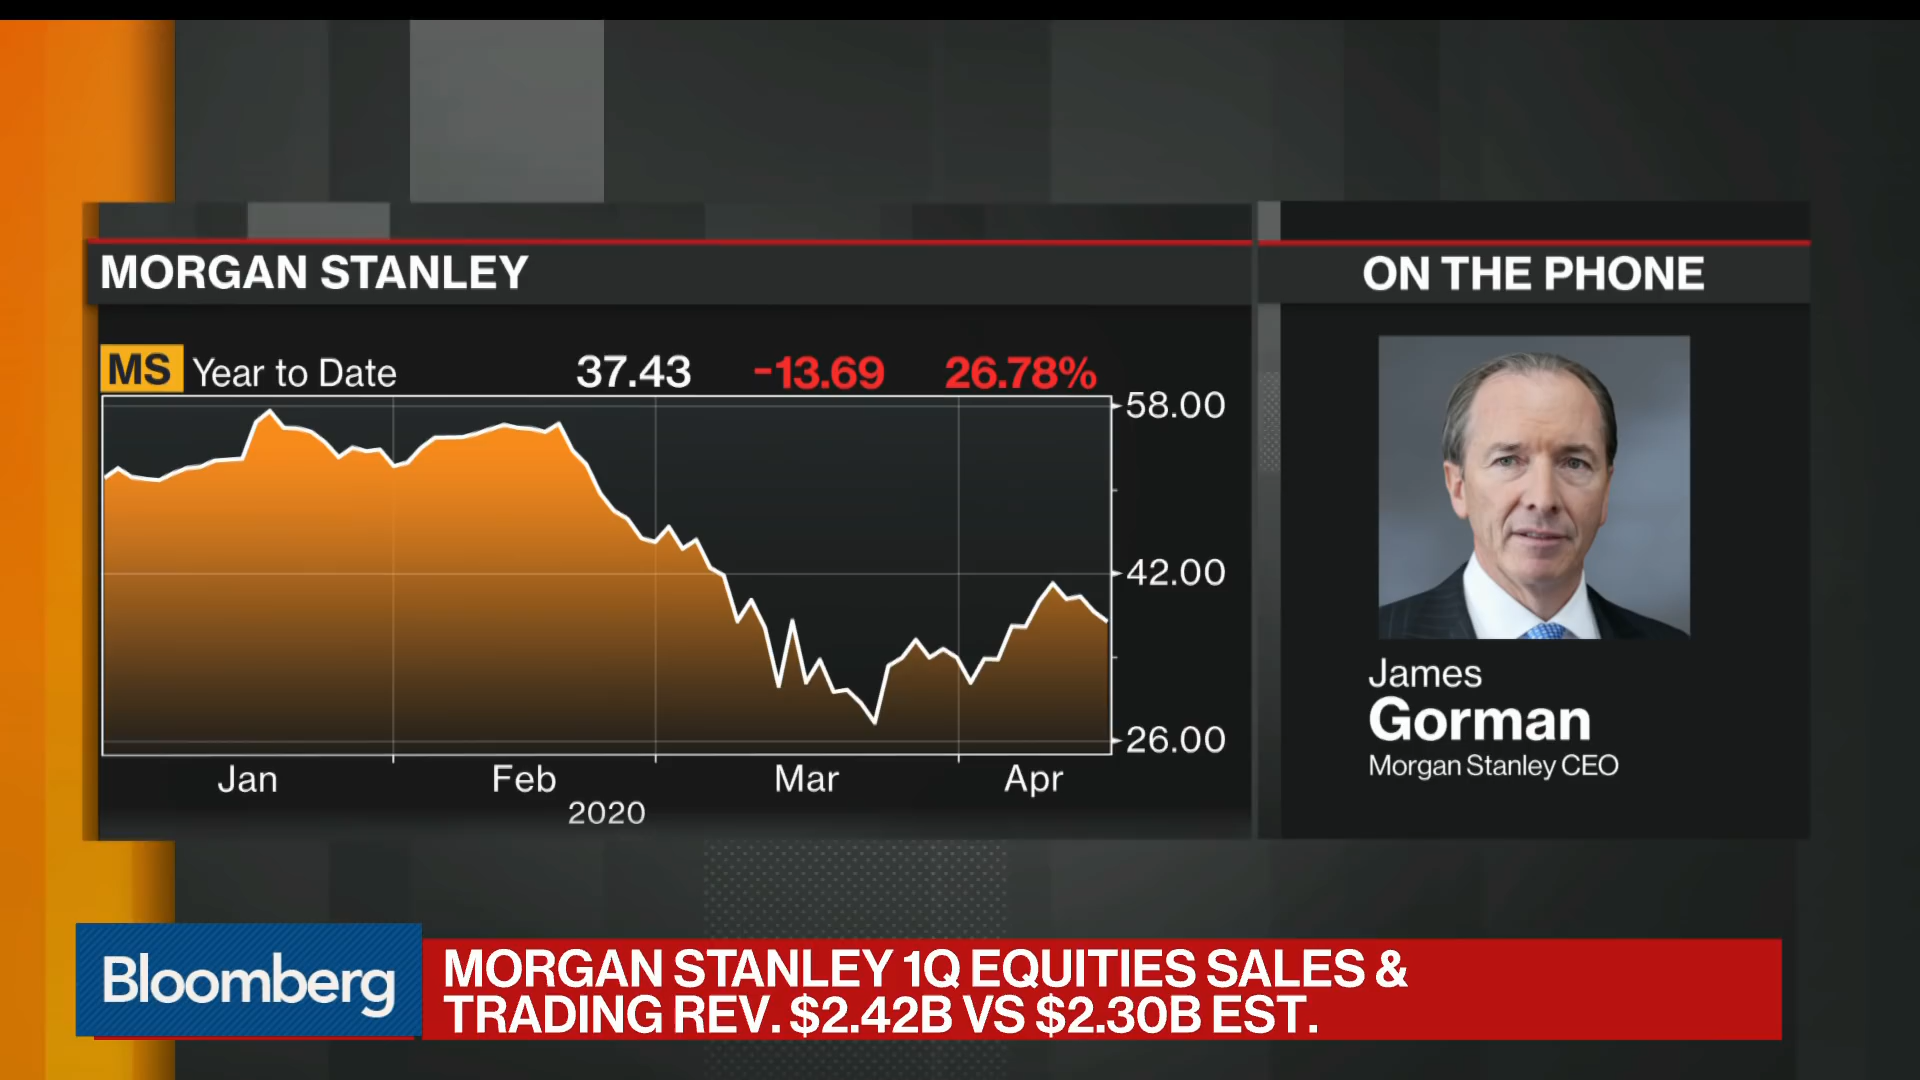 MORGAN STANLEY
MS Year to Date 37.43 -13.69 26.78%
58.00
42.00
26.00
Jan Feb Mar Apr
2020
ON THE PHONE
James
Gorman
Morgan Stanley CEO
Bloomberg
MORGAN STANLEY 1Q EQUITIES SALES &
TRADING REV. $2.42B VS $2.30B EST.